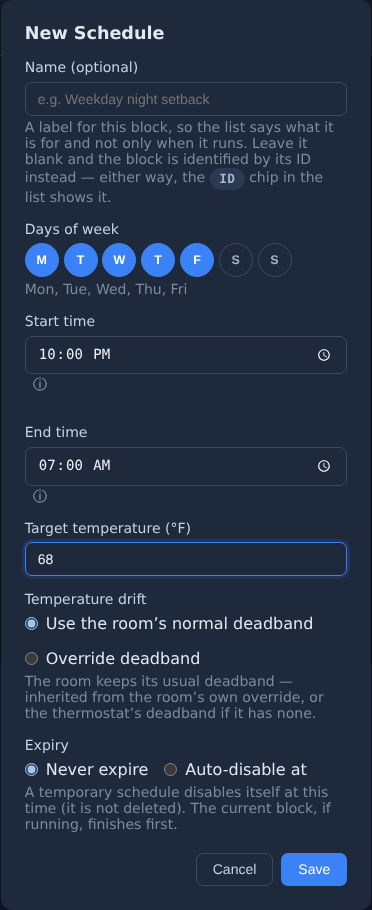 New Schedule
Name (optional)
e.g. Weekday night setback
A label for this block, so the list says what it
is for and not only when it runs. Leave it
blank and the block is identified by its ID
instead — either way, the ID chip in the
list shows it.
Days of week
M T W T F S S
Mon, Tue, Wed, Thu, Fri
Start time
10:00 PM
ⓘ
End time
07:00 AM
ⓘ
Target temperature (°F)
68
Temperature drift
Use the room’s normal deadband
Override deadband
The room keeps its usual deadband —
inherited from the room’s own override, or
the thermostat’s deadband if it has none.
Expiry
Never expire Auto-disable at
A temporary schedule disables itself at this
time (it is not deleted). The current block, if
running, finishes first.
Cancel Save